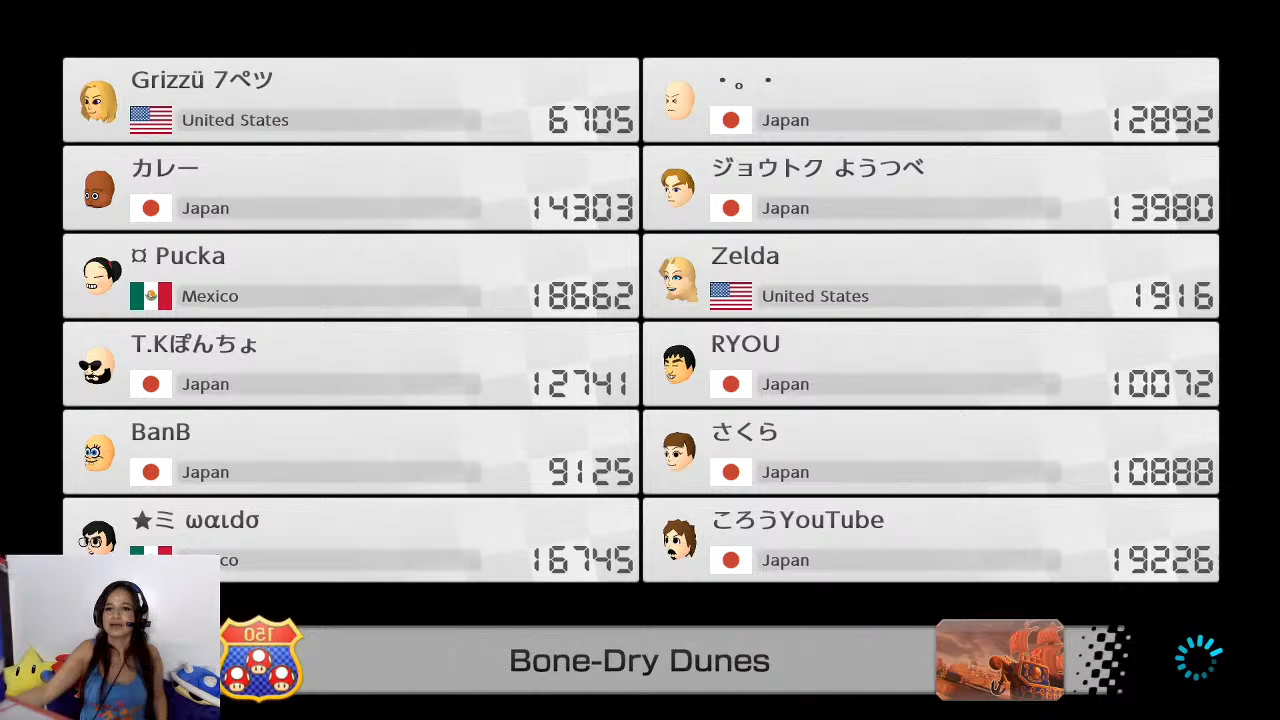 Grizzü 7ペツ
United States
6705
・。・
Japan
12892
カレー
Japan
14303
ジョウトク ようつべ
Japan
13980
¤ Pucka
Mexico
18662
Zelda
United States
1916
T.Kぽんちょ
Japan
12741
RYOU
Japan
10072
BanB
Japan
9125
さくら
Japan
10888
★ミ ωαιdσ
co
16745
ころうYouTube
Japan
19226
150
Bone-Dry Dunes